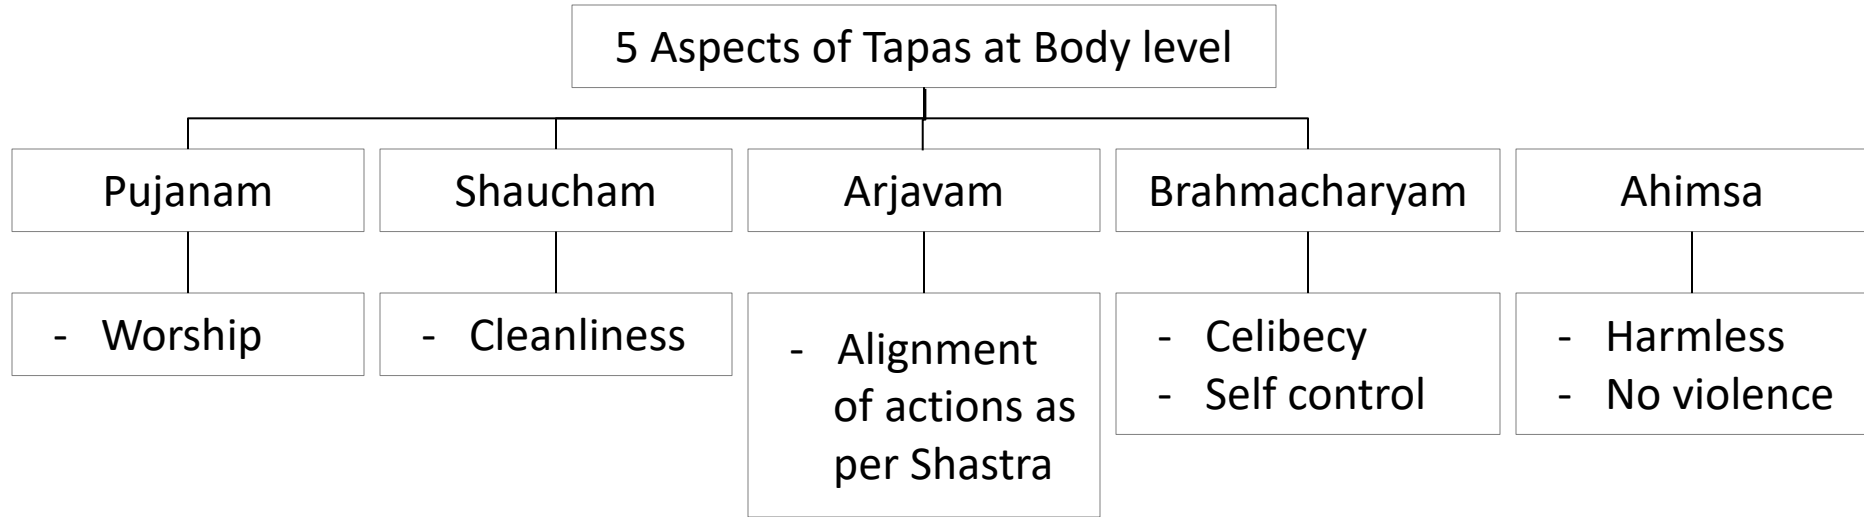 5 Aspects of Tapas at Body level
Pujanam
Shaucham
Arjavam
Brahmacharyam
Ahimsa
- Worship
- Cleanliness
- Alignment
of actions as
per Shastra
- Celibecy
- Self control
- Harmless
- No violence